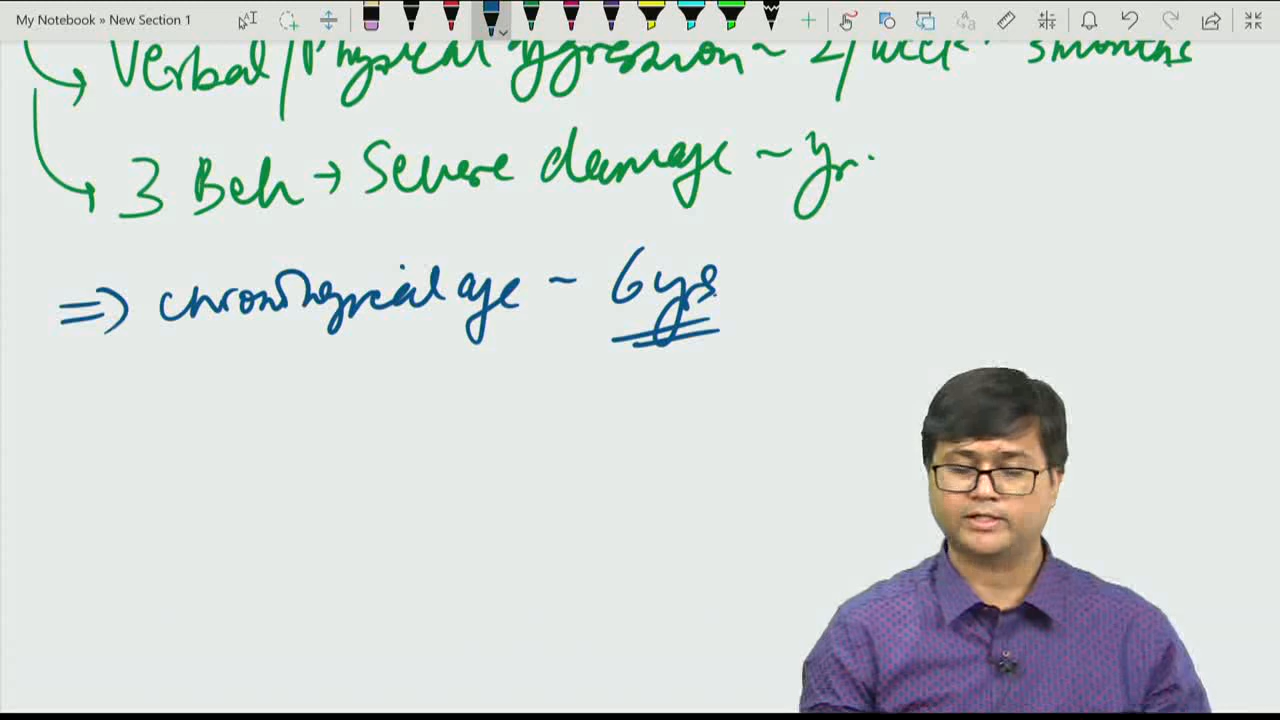 My Notebook » New Section 1
Verbal/Physical aggression ~ 2/week · 3months
3 Beh → Severe damage ~ yr.
⇒ chronological age ~ 6yrs